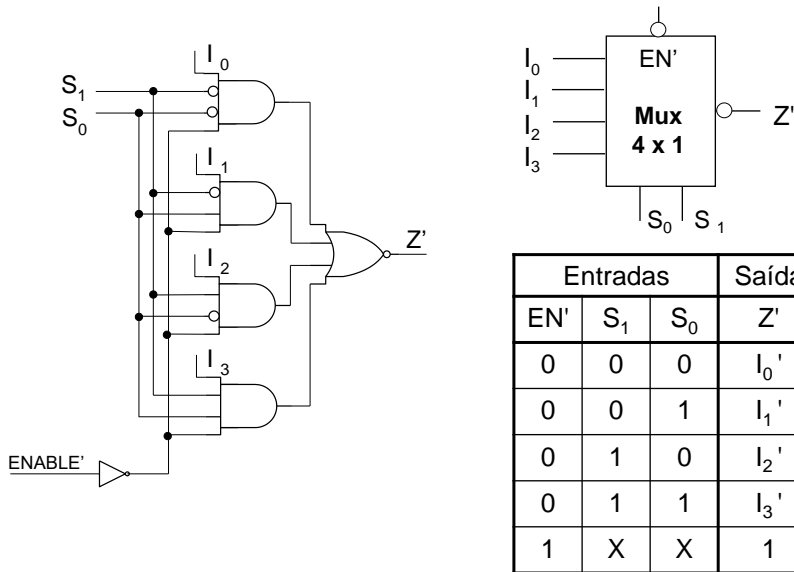 I0
S1
S0
I1
I2
I3
Z'
ENABLE'
EN'
I0
I1
I2
I3
Mux
4 x 1
Z'
S0 S1
Entradas Saída
EN' S1 S0 Z'
0 0 0 I0'
0 0 1 I1'
0 1 0 I2'
0 1 1 I3'
1 X X 1